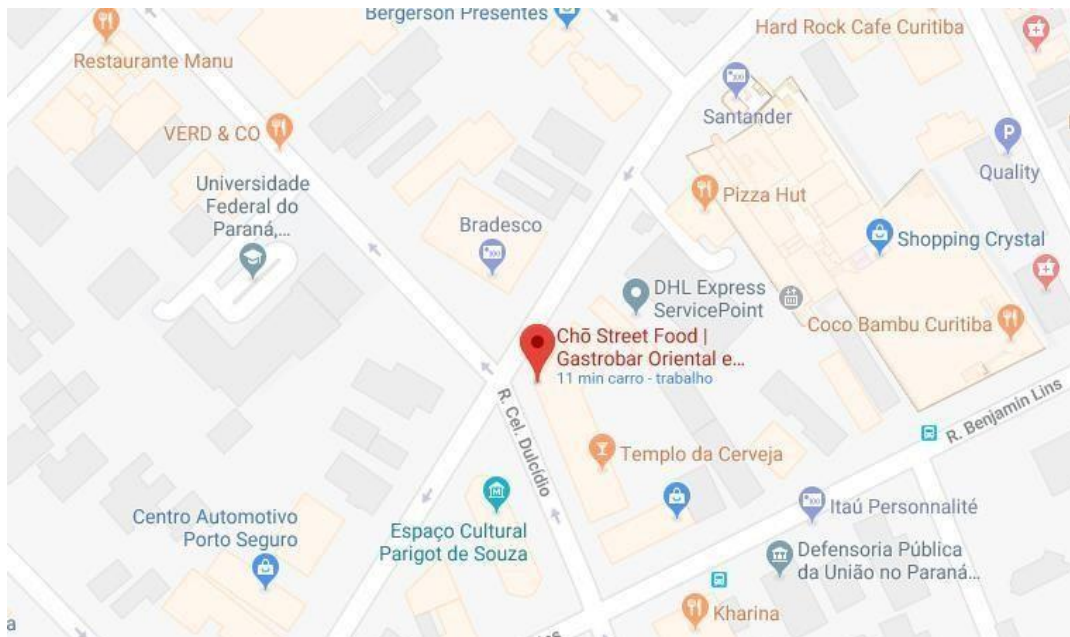 Bergerson Presentes
Hard Rock Cafe Curitiba
Restaurante Manu
Santander
VERD & CO
Quality
Universidade
Federal do
Paraná,...
Pizza Hut
Bradesco
Shopping Crystal
DHL Express
ServicePoint
Coco Bambu Curitiba
Chō Street Food |
Gastrobar Oriental e...
11 min carro - trabalho
R. Benjamin Lins
R. Cel. Dulcídio
Templo da Cerveja
Itaú Personnalité
Centro Automotivo
Porto Seguro
Espaço Cultural
Parigot de Souza
Defensoria Pública
da União no Paraná...
Kharina